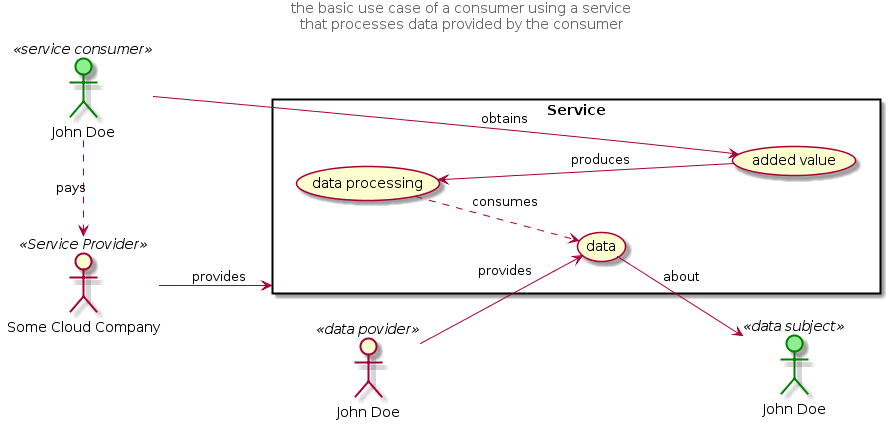 the basic use case of a consumer using a service
that processes data provided by the consumer
«service consumer»
John Doe
Service
obtains
added value
produces
data processing
pays
consumes
«Service Provider»
data
provides
provides
about
Some Cloud Company
«data povider»
«data subject»
John Doe
John Doe